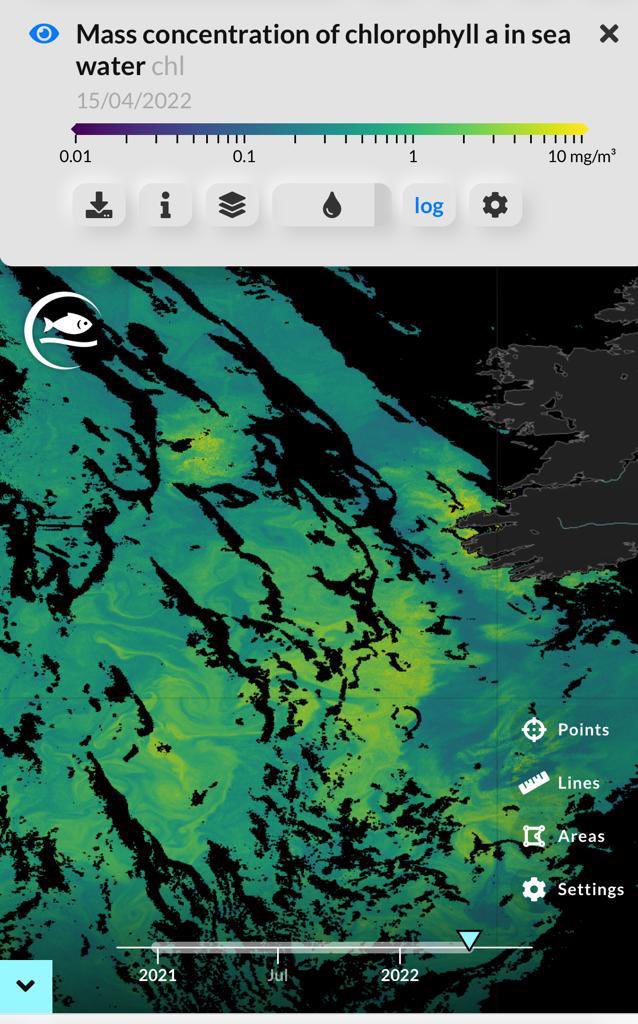 Mass concentration of chlorophyll a in sea
water chl
15/04/2022
0.01 0.1 1 10 mg/m³
log
Points
Lines
Areas
Settings
2021 Jul 2022